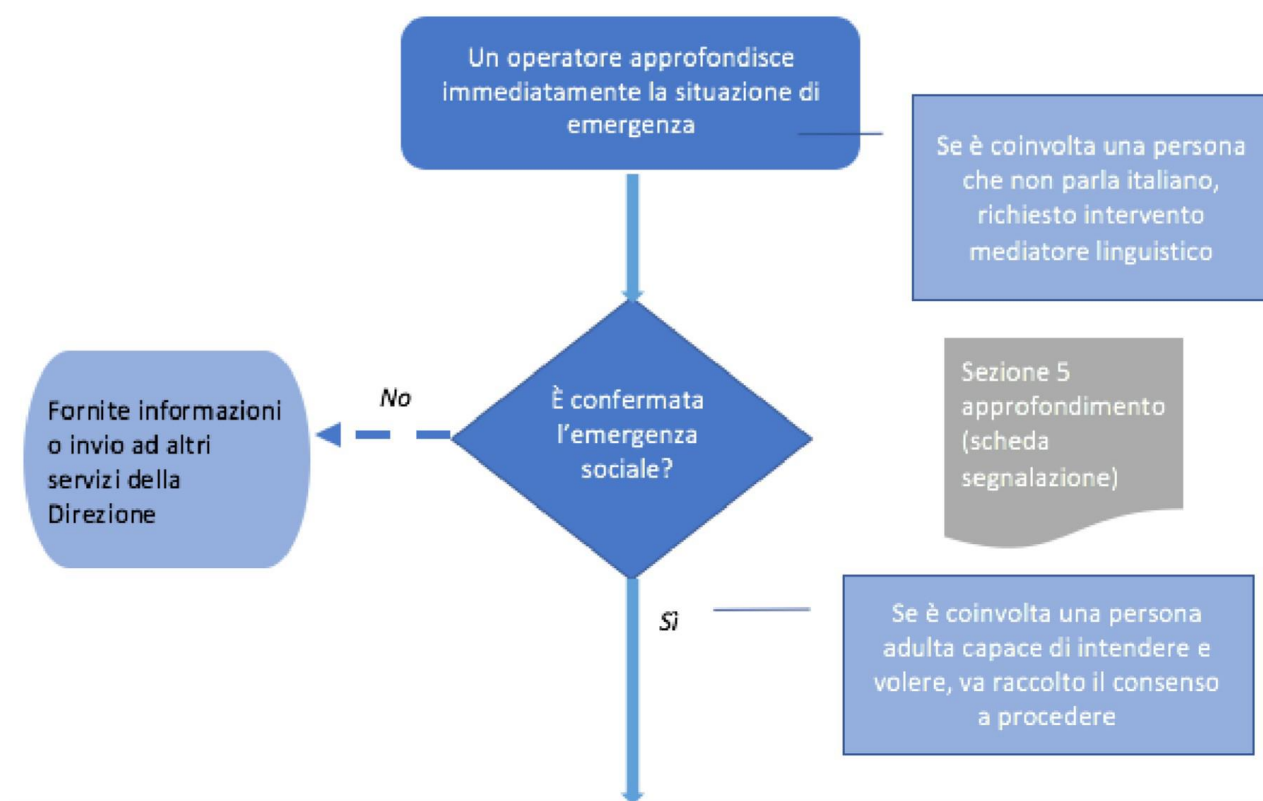 Un operatore approfondisce
immediatamente la situazione di
emergenza
Se è coinvolta una persona
che non parla italiano,
richiesto intervento
mediatore linguistico
È confermata
l'emergenza
sociale?
No
Fornite informazioni
o invio ad altri
servizi della
Direzione
Sezione 5
approfondimento
(scheda
segnalazione)
Sì
Se è coinvolta una persona
adulta capace di intendere e
volere, va raccolto il consenso
a procedere